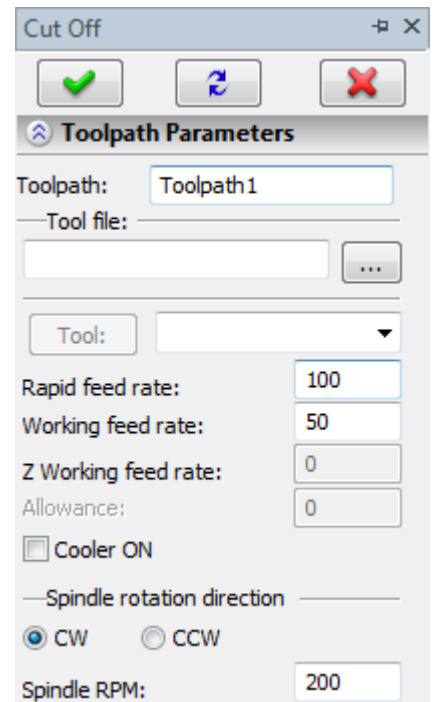 Cut Off
Toolpath Parameters
Toolpath: Toolpath1
Tool file:
...
Tool:
Rapid feed rate: 100
Working feed rate: 50
Z Working feed rate: 0
Allowance: 0
Cooler ON
Spindle rotation direction
CW CCW
Spindle RPM: 200